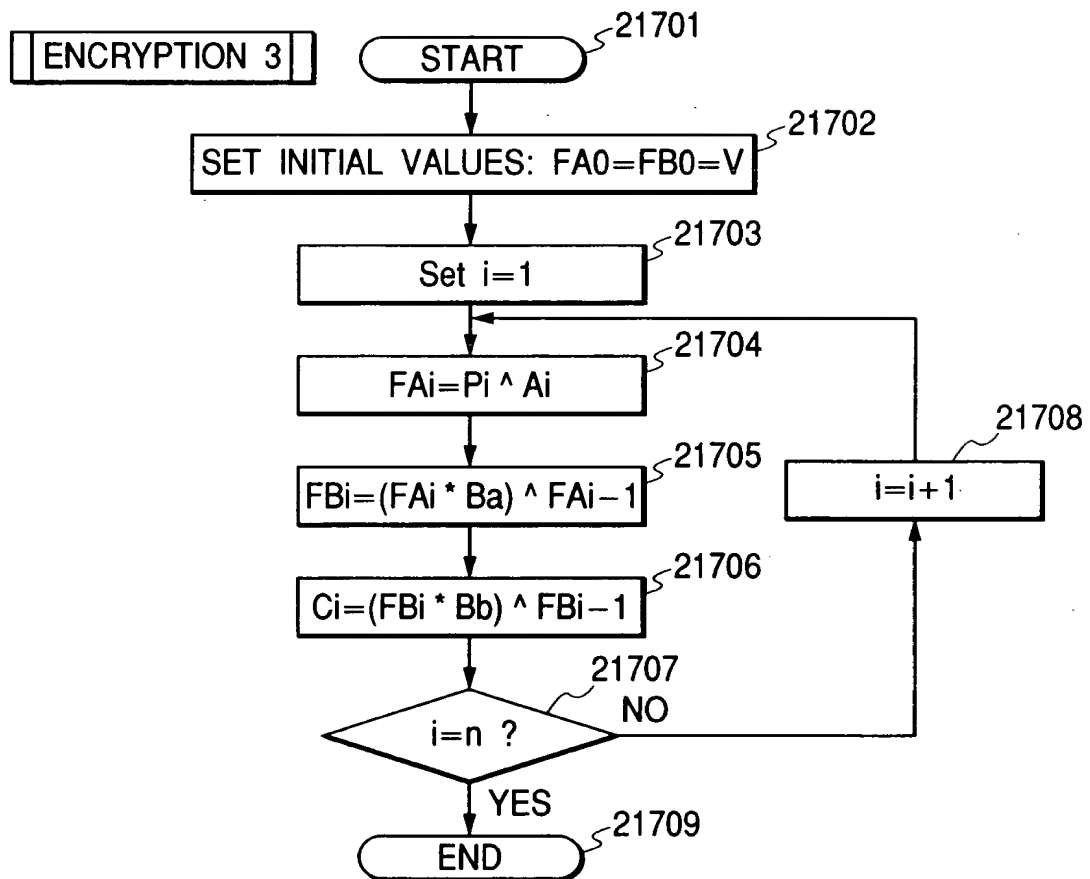 21701
ENCRYPTION 3
START
21702
SET INITIAL VALUES: FA0=FB0=V
21703
Set i=1
21704
FAi=Pi ^ Ai
21708
i=i+1
21705
FBi=(FAi * Ba) ^ FAi-1
21706
Ci=(FBi * Bb) ^ FBi-1
21707
i=n ?
NO
YES
21709
END